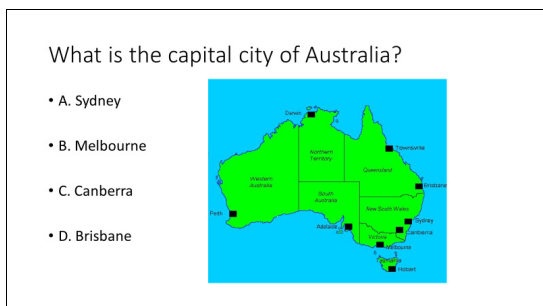 What is the capital city of Australia?
• A. Sydney
• B. Melbourne
• C. Canberra
• D. Brisbane
Darwin
Northern
Territory
Townsville
Queensland
Western
Australia
Brisbane
South
Australia
New South Wales
Perth
Sydney
Adelaide
Canberra
Victoria
Melbourne
Tasmania
Hobart